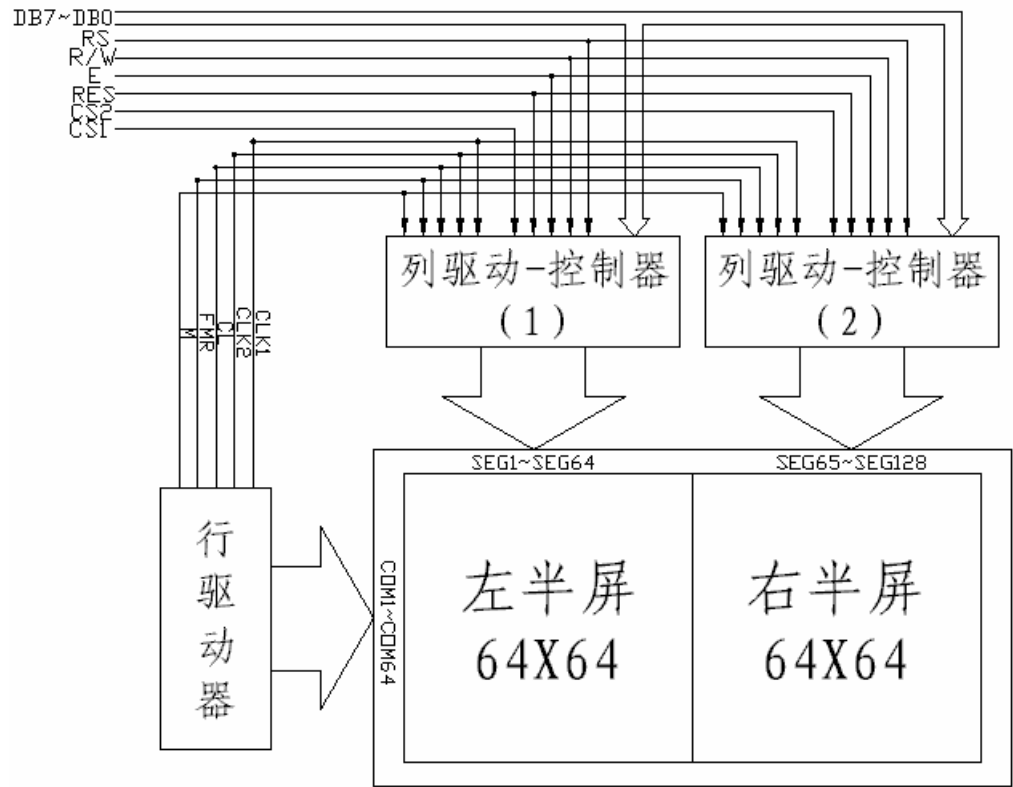 DB7~DB0
RS
R/W
E
RES
CS2
CS1
列驱动-控制器
(1)
列驱动-控制器
(2)
M
FMR
CL
CLK2
CLK1
SEG1~SEG64
SEG65~SEG128
行驱动器
COM1~COM64
左半屏
64X64
右半屏
64X64